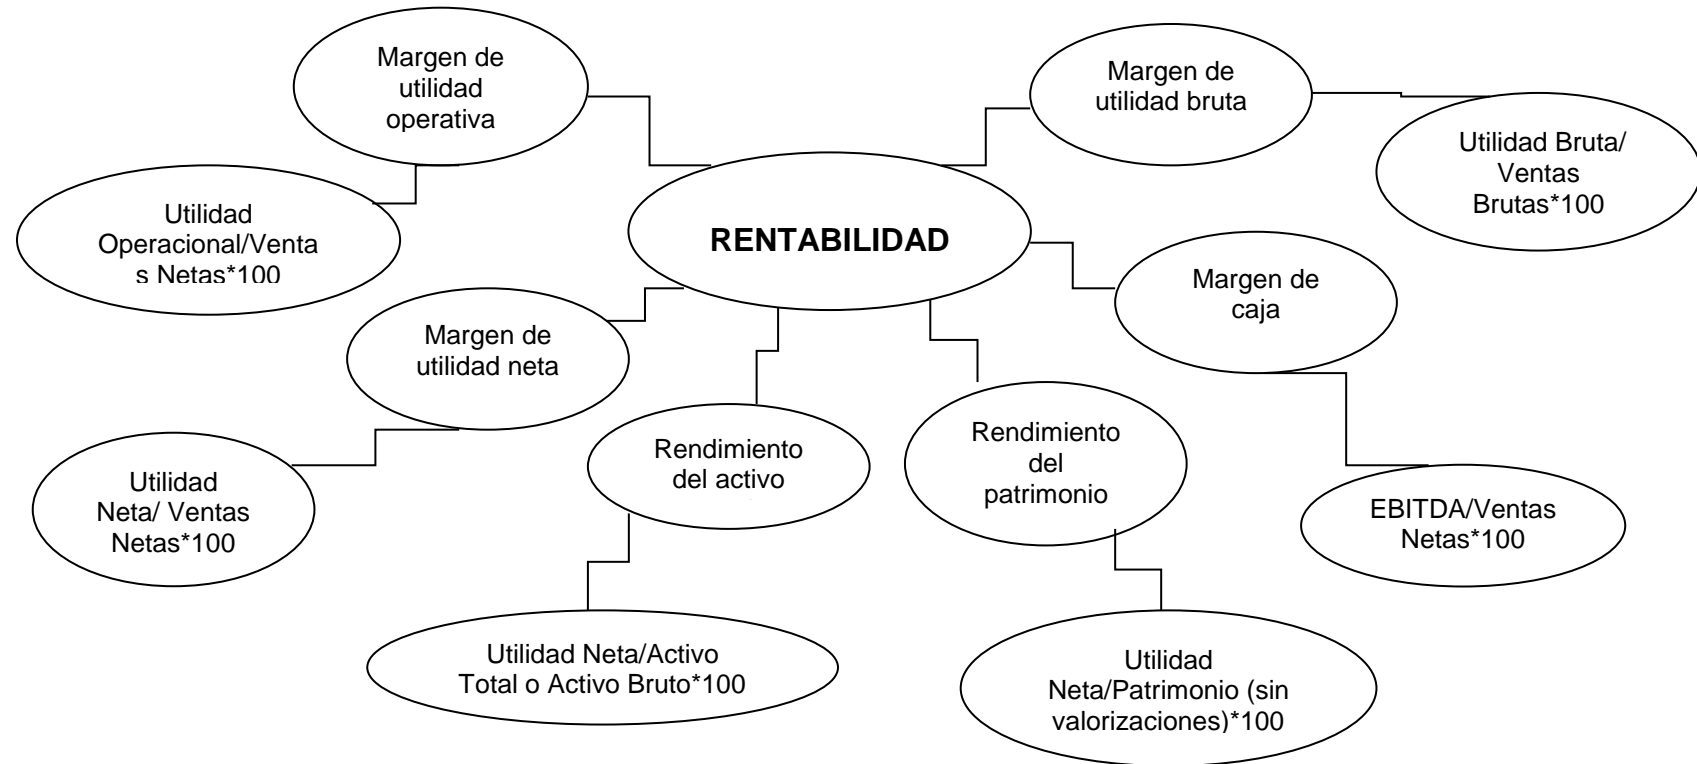 Margen de
utilidad
operativa
Margen de
utilidad bruta
Utilidad Bruta/
Ventas
Brutas*100
Utilidad
Operacional/Venta
s Netas*100
RENTABILIDAD
Margen de
caja
Margen de
utilidad neta
Rendimiento
del activo
Rendimiento
del
patrimonio
Utilidad
Neta/ Ventas
Netas*100
EBITDA/Ventas
Netas*100
Utilidad Neta/Activo
Total o Activo Bruto*100
Utilidad
Neta/Patrimonio (sin
valorizaciones)*100